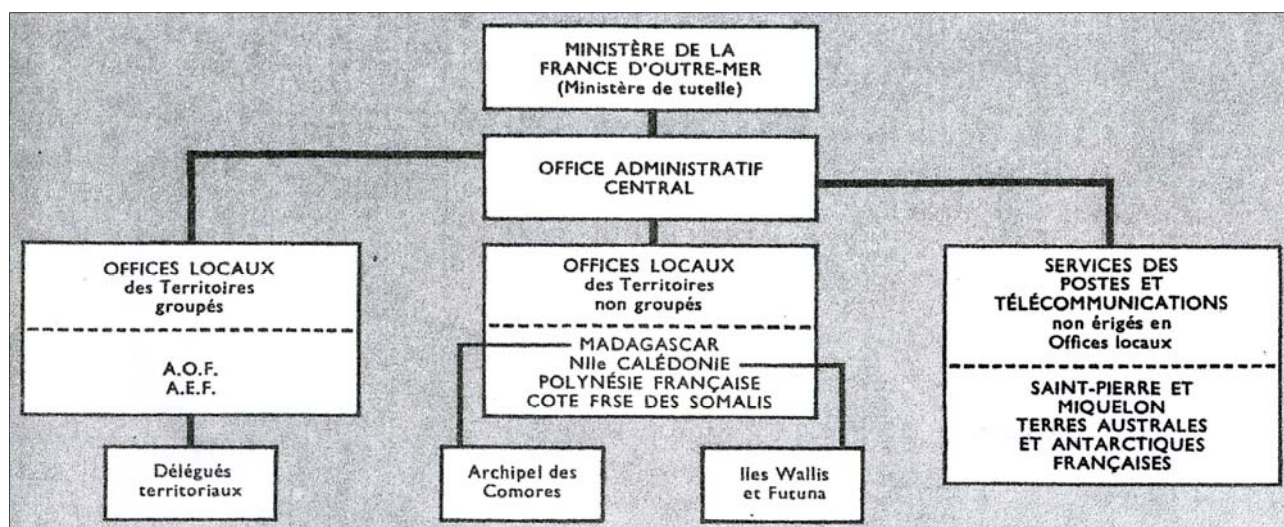 MINISTÈRE DE LA
FRANCE D'OUTRE-MER
(Ministère de tutelle)
OFFICE ADMINISTRATIF
CENTRAL
OFFICES LOCAUX
des Territoires
groupés
A.O.F.
A.E.F.
Délégués
territoriaux
OFFICES LOCAUX
des Territoires
non groupés
MADAGASCAR
Nlle CALÉDONIE
POLYNÉSIE FRANÇAISE
COTE FRSE DES SOMALIS
Archipel des
Comores
Iles Wallis
et Futuna
SERVICES DES
POSTES ET
TÉLÉCOMMUNICATIONS
non érigés en
Offices locaux
SAINT-PIERRE ET
MIQUELON
TERRES AUSTRALES
ET ANTARCTIQUES
FRANÇAISES